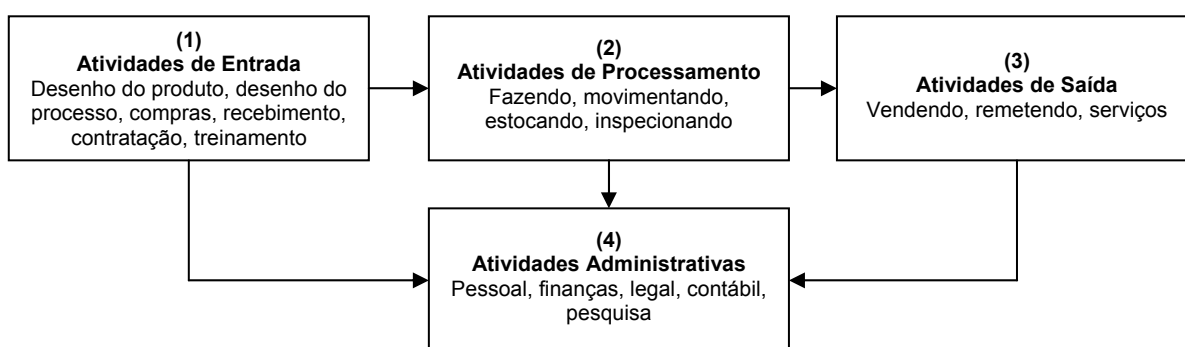 (1)
Atividades de Entrada
Desenho do produto, desenho do
processo, compras, recebimento,
contratação, treinamento
(2)
Atividades de Processamento
Fazendo, movimentando,
estocando, inspecionando
(3)
Atividades de Saída
Vendendo, remetendo, serviços
(4)
Atividades Administrativas
Pessoal, finanças, legal, contábil,
pesquisa